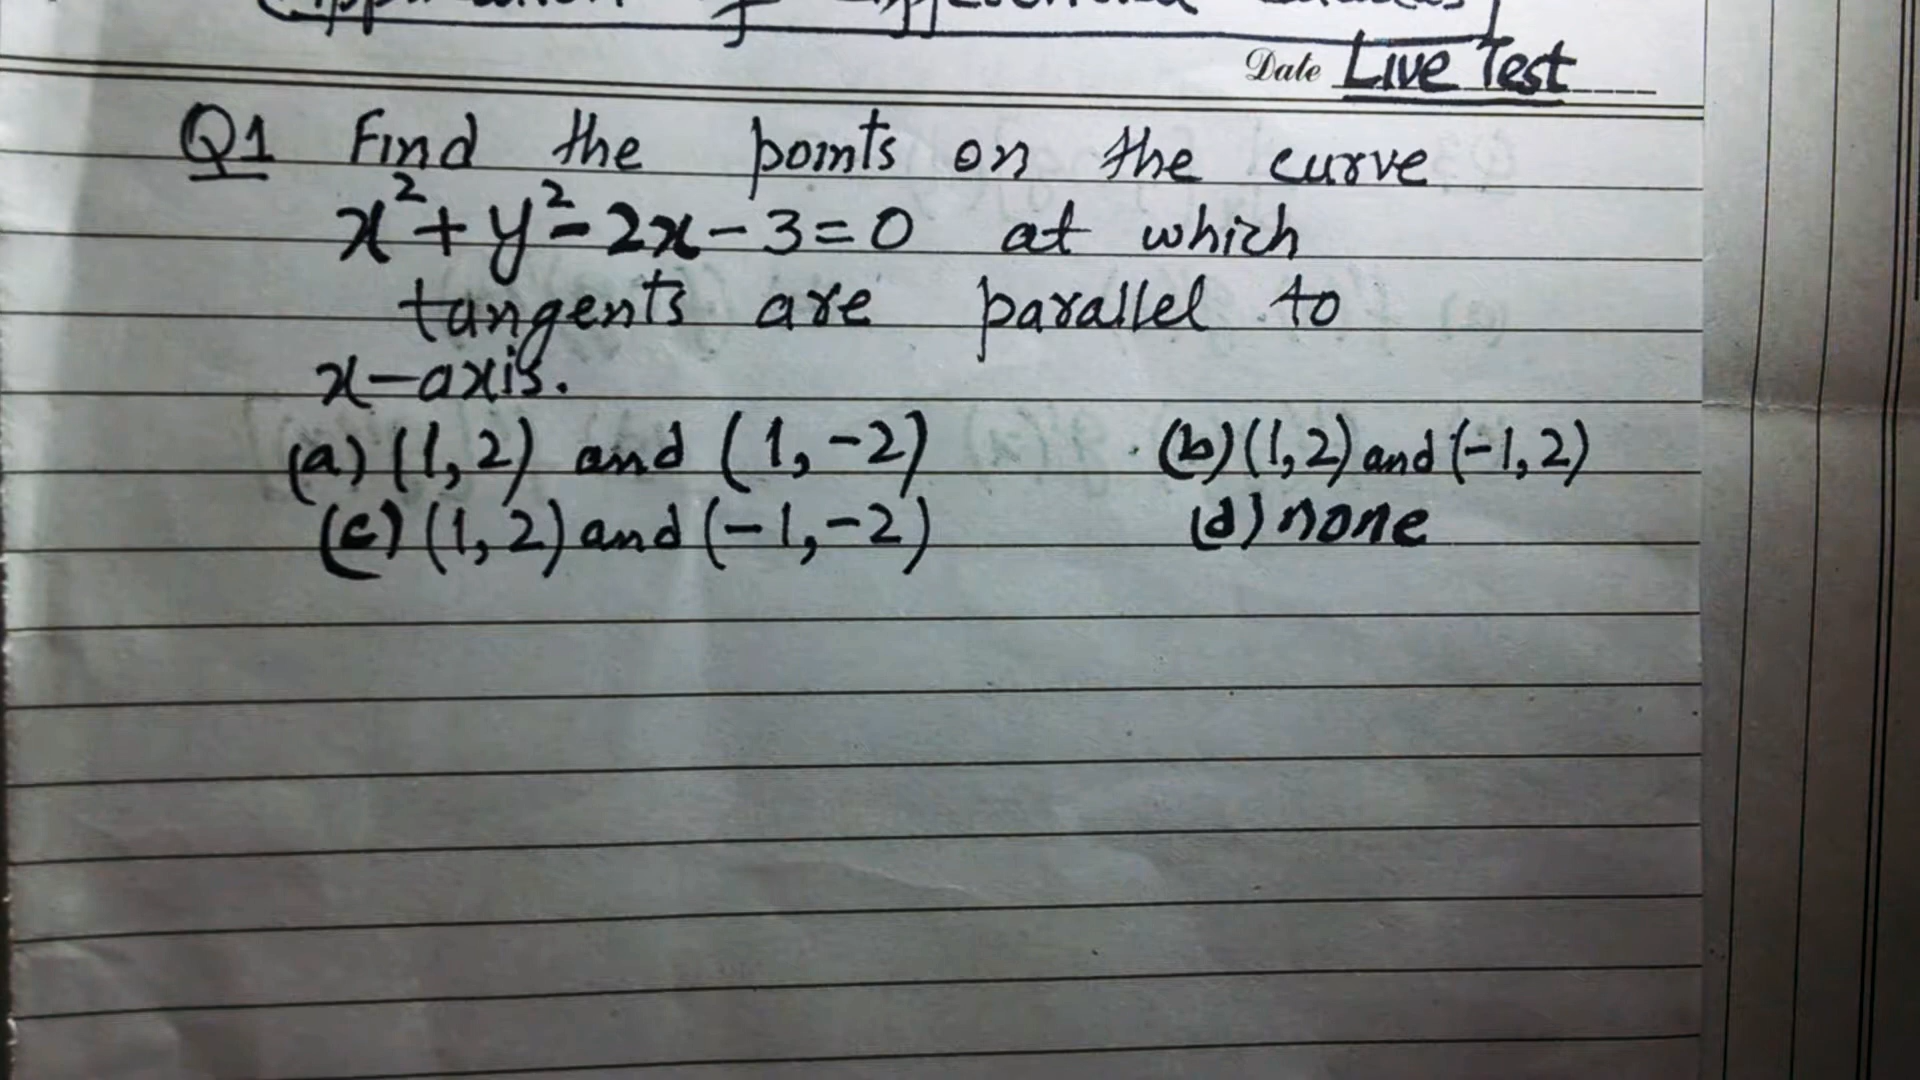 Date Live Test
Q1 Find the points on the curve
x²+y²-2x-3=0 at which
tangents are parallel to
x-axis.
(a) (1,2) and (1,-2) (b) (1,2) and (-1,2)
(c) (1,2) and (-1,-2) (d) none